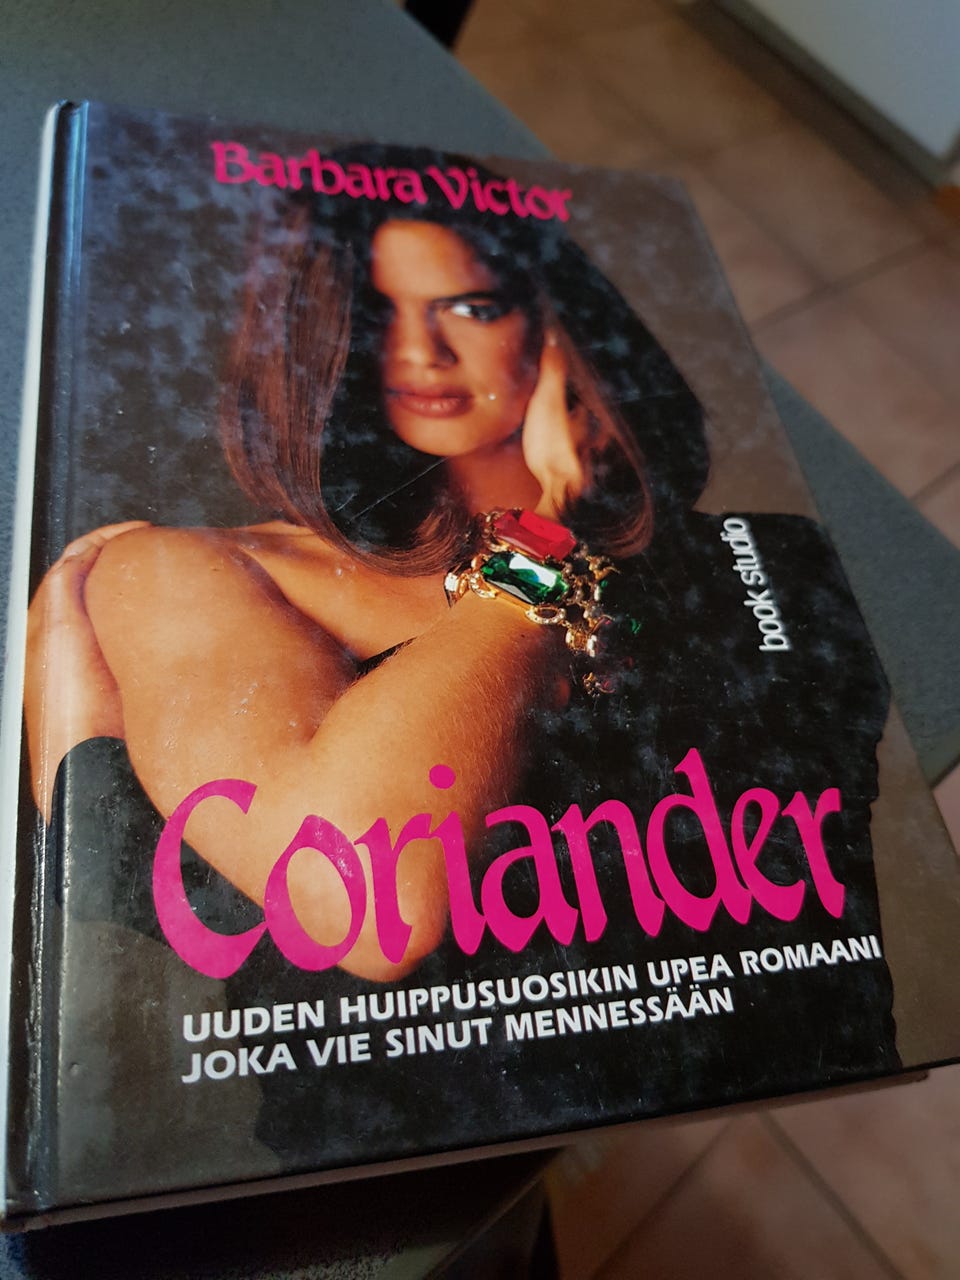 Barbara Victor
book studio
Coriander
UUDEN HUIPPUSUOSIKIN UPEA ROMAANI
JOKA VIE SINUT MENNESSÄÄN